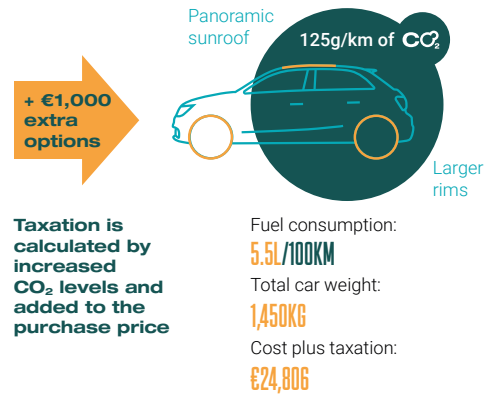 Panoramic
sunroof
125g/km of CO₂
+ €1,000
extra
options
Larger
rims
Taxation is
calculated by
increased
CO₂ levels and
added to the
purchase price
Fuel consumption:
5.5L/100KM
Total car weight:
1,450KG
Cost plus taxation:
€24,806